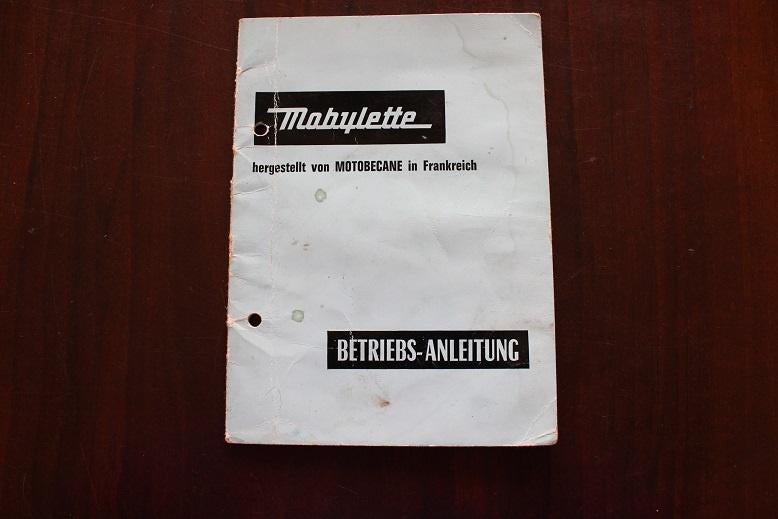 Mobylette
hergestellt von MOTOBECANE in Frankreich
BETRIEBS-ANLEITUNG